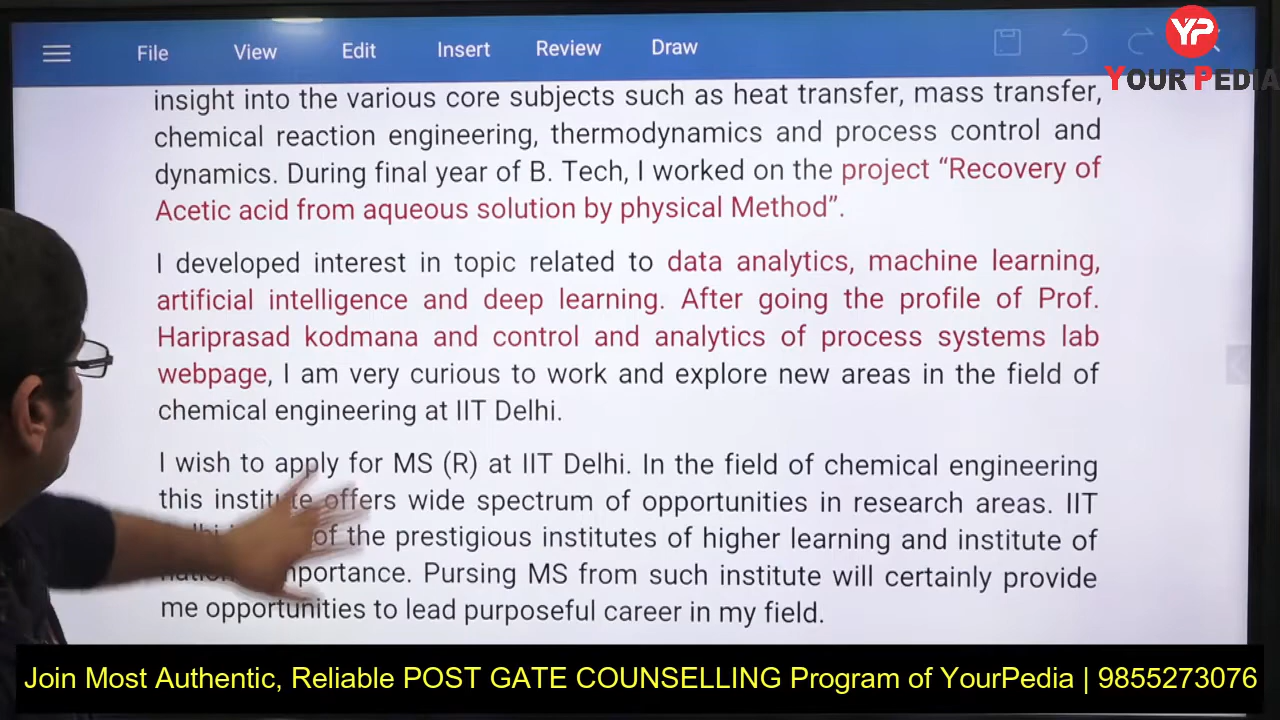 File View Edit Insert Review Draw
YP
YOUR PEDIA
insight into the various core subjects such as heat transfer, mass transfer,
chemical reaction engineering, thermodynamics and process control and
dynamics. During final year of B. Tech, I worked on the project “Recovery of
Acetic acid from aqueous solution by physical Method”.
I developed interest in topic related to data analytics, machine learning,
artificial intelligence and deep learning. After going the profile of Prof.
Hariprasad kodmana and control and analytics of process systems lab
webpage, I am very curious to work and explore new areas in the field of
chemical engineering at IIT Delhi.
I wish to apply for MS (R) at IIT Delhi. In the field of chemical engineering
this institute offers wide spectrum of opportunities in research areas. IIT
of the prestigious institutes of higher learning and institute of
importance. Pursing MS from such institute will certainly provide
me opportunities to lead purposeful career in my field.
Join Most Authentic, Reliable POST GATE COUNSELLING Program of YourPedia | 9855273076